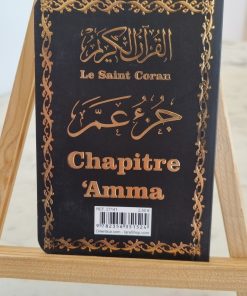 القرآن الكريم
Le Saint Coran
جزء عم
Chapitre
'Amma